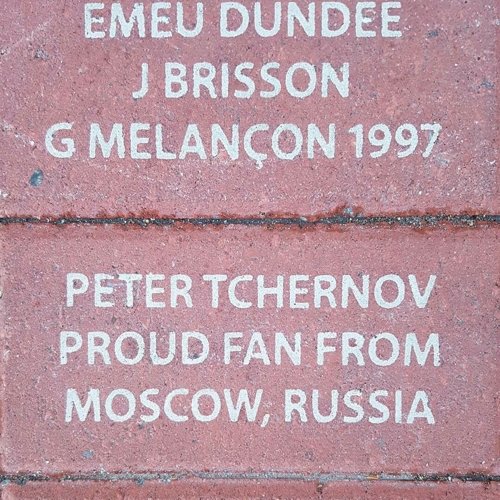 EMEU DUNDEE
J BRISSON
G MELANÇON 1997
PETER TCHERNOV
PROUD FAN FROM
MOSCOW, RUSSIA